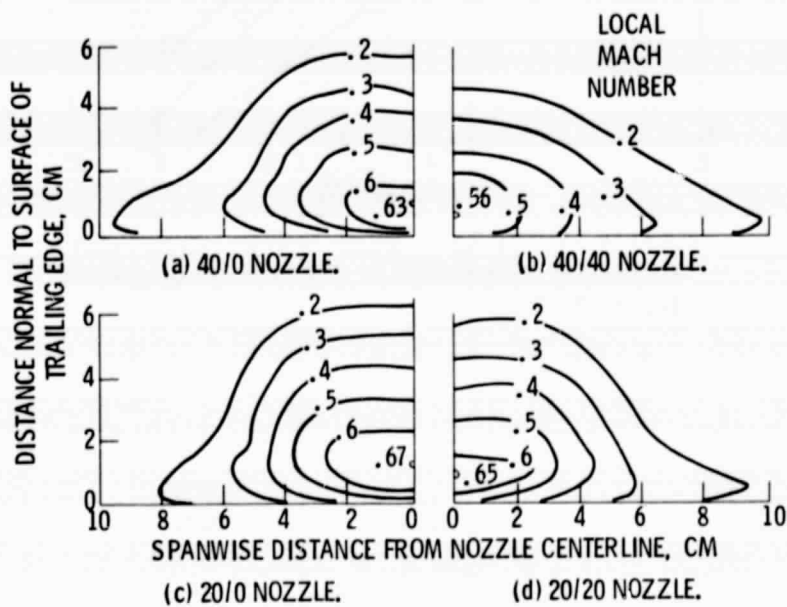 LOCAL
MACH
NUMBER
DISTANCE NORMAL TO SURFACE OF
TRAILING EDGE, CM
6
4
2
0
.2
.3
.4
.5
.6
.63
(a) 40/0 NOZZLE.
.2
.3
.4
.5
.56
(b) 40/40 NOZZLE.
6
4
2
0
.2
.3
.4
.5
.6
.67
10 8 6 4 2 0
.2
.3
.4
.5
.6
.65
0 2 4 6 8 10
SPANWISE DISTANCE FROM NOZZLE CENTERLINE, CM
(c) 20/0 NOZZLE.
(d) 20/20 NOZZLE.